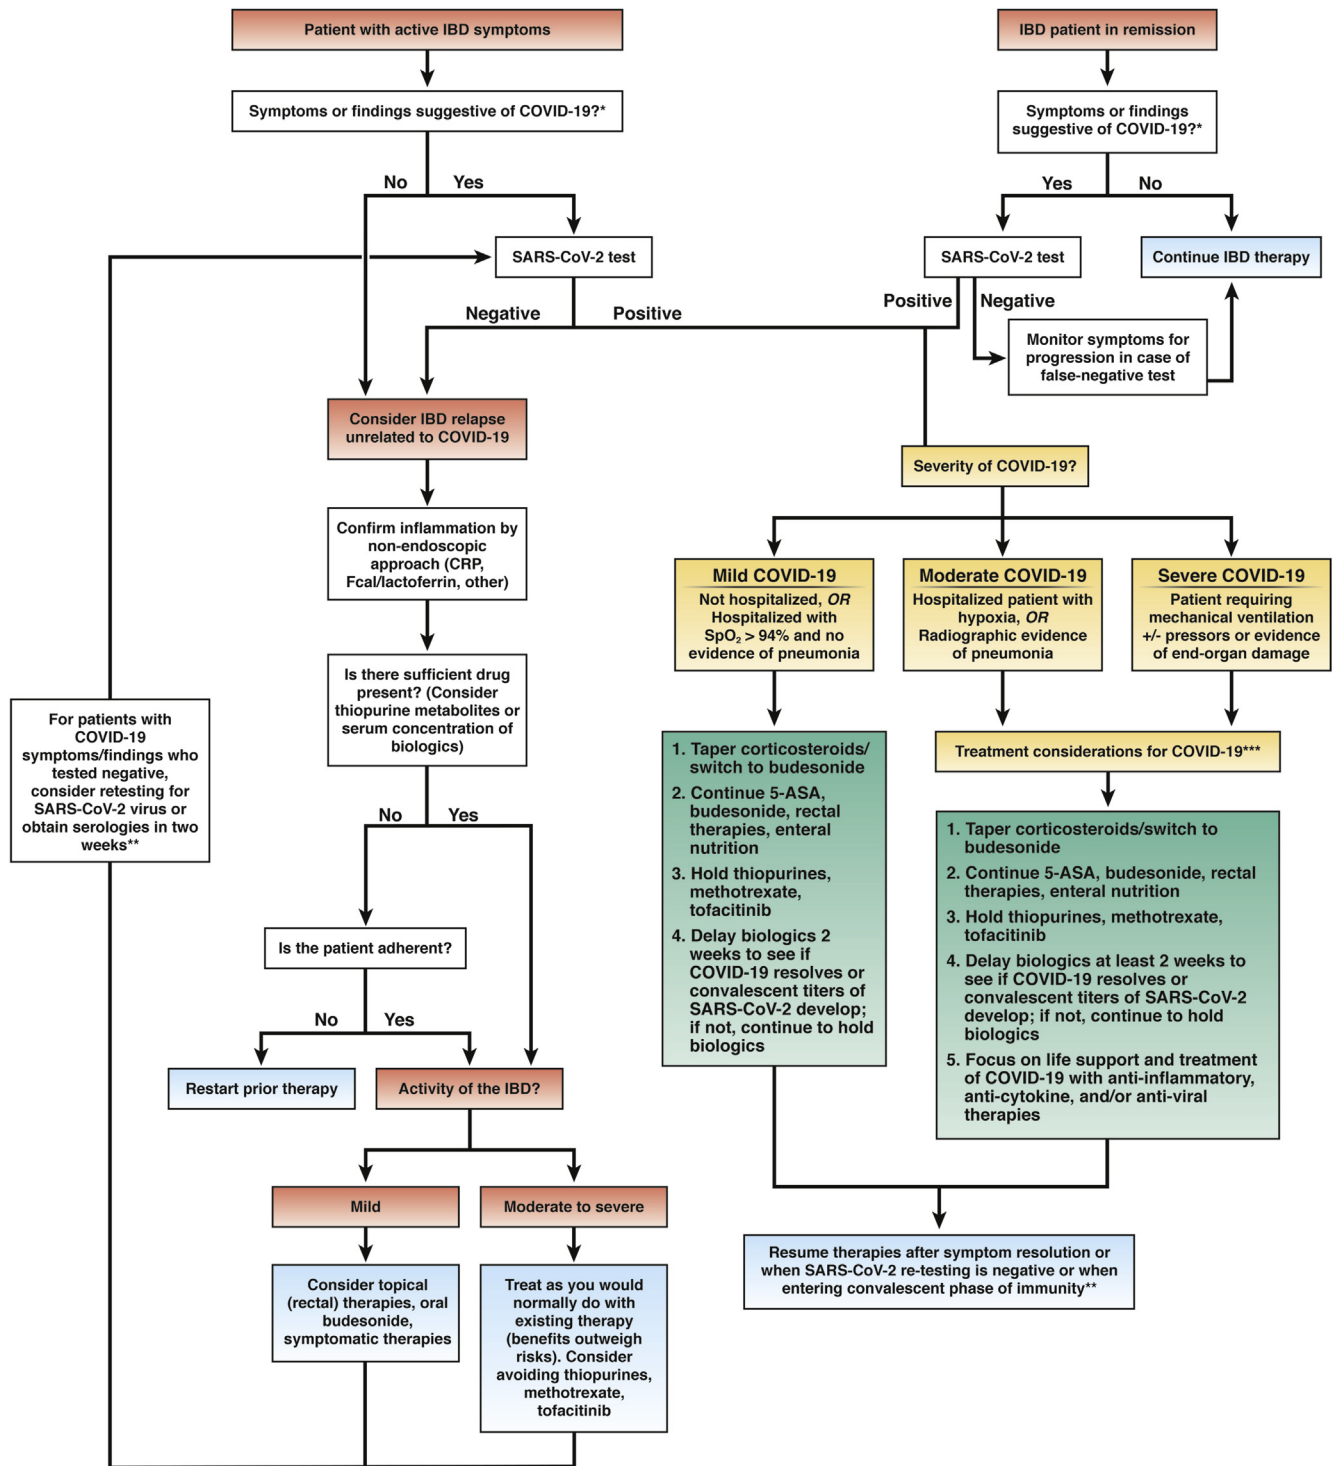 Patient with active IBD symptoms
Symptoms or findings suggestive of COVID-19?*
No
Yes
SARS-CoV-2 test
Negative
Positive
Consider IBD relapse
unrelated to COVID-19
Confirm inflammation by
non-endoscopic
approach (CRP,
Fcal/lactoferrin, other)
Is there sufficient drug
present? (Consider
thiopurine metabolites or
serum concentration of
biologics)
For patients with
COVID-19
symptoms/findings who
tested negative,
consider retesting for
SARS-CoV-2 virus or
obtain serologies in two
weeks**
No
Yes
Is the patient adherent?
No
Yes
Restart prior therapy
Activity of the IBD?
Mild
Moderate to severe
Consider topical
(rectal) therapies, oral
budesonide,
symptomatic therapies
Treat as you would
normally do with
existing therapy
(benefits outweigh
risks). Consider
avoiding thiopurines,
methotrexate,
tofacitinib
IBD patient in remission
Symptoms or findings
suggestive of COVID-19?*
Yes
No
SARS-CoV-2 test
Continue IBD therapy
Positive
Negative
Monitor symptoms for
progression in case of
false-negative test
Severity of COVID-19?
Mild COVID-19
Not hospitalized, OR
Hospitalized with
SpO₂ > 94% and no
evidence of pneumonia
Moderate COVID-19
Hospitalized patient with
hypoxia, OR
Radiographic evidence
of pneumonia
Severe COVID-19
Patient requiring
mechanical ventilation
+/- pressors or evidence
of end-organ damage
1. Taper corticosteroids/
switch to budesonide
2. Continue 5-ASA,
budesonide, rectal
therapies, enteral
nutrition
3. Hold thiopurines,
methotrexate,
tofacitinib
4. Delay biologics 2
weeks to see if
COVID-19 resolves or
convalescent titers of
SARS-CoV-2 develop;
if not, continue to hold
biologics
Treatment considerations for COVID-19***
1. Taper corticosteroids/switch to
budesonide
2. Continue 5-ASA, budesonide, rectal
therapies, enteral nutrition
3. Hold thiopurines, methotrexate,
tofacitinib
4. Delay biologics at least 2 weeks to
see if COVID-19 resolves or
convalescent titers of SARS-CoV-2
develop; if not, continue to hold
biologics
5. Focus on life support and treatment
of COVID-19 with anti-inflammatory,
anti-cytokine, and/or anti-viral
therapies
Resume therapies after symptom resolution or
when SARS-CoV-2 re-testing is negative or when
entering convalescent phase of immunity**